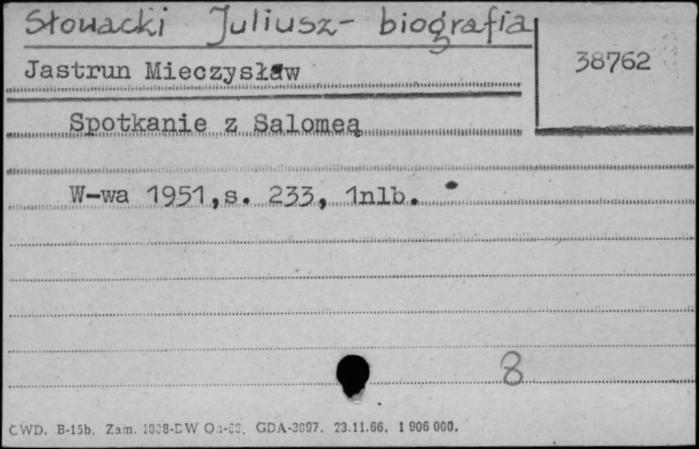 Słowacki Juliusz - biografia
38762
Jastrun Mieczysław
Spotkanie z Salomeą
W-wa 1951,s. 233, 1nlb.
8
CWD. B-15b. Zam. GDA-3097. 23.11.66. 1 906 000.